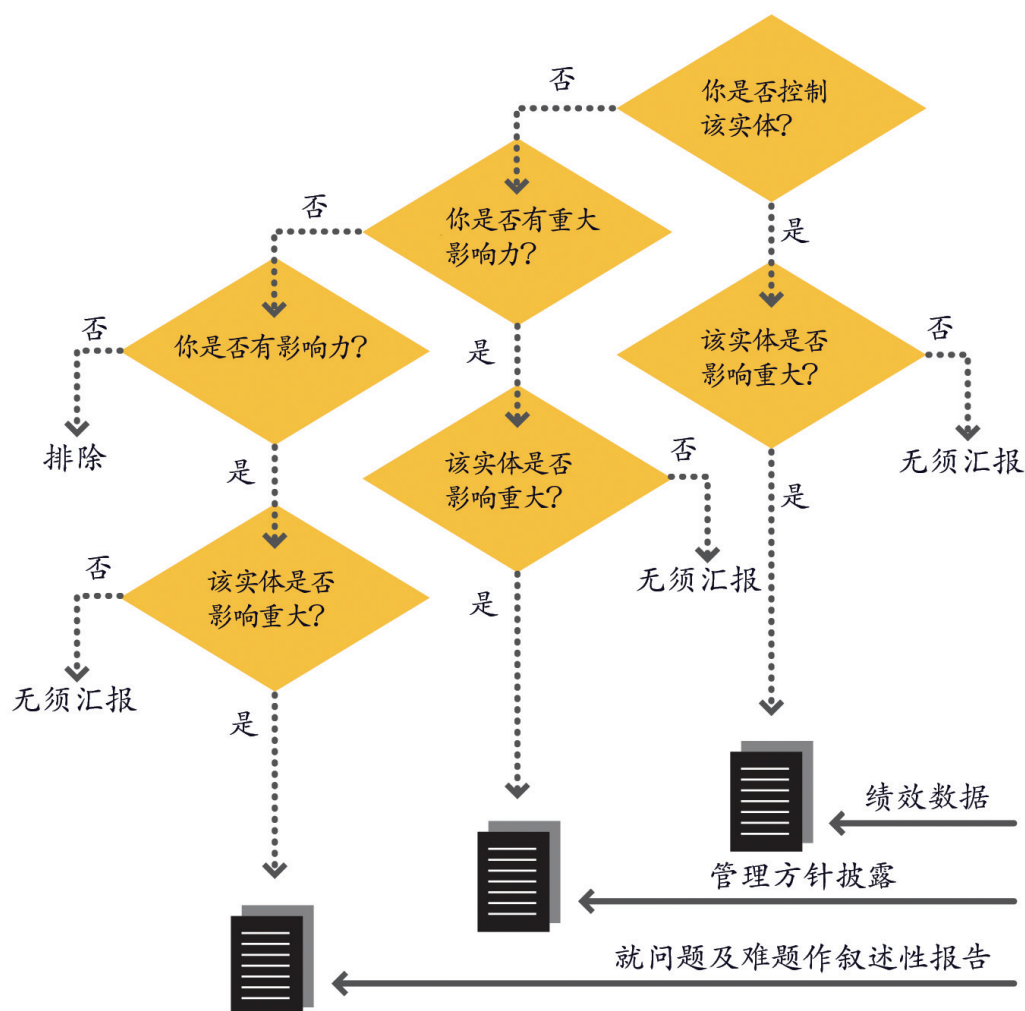 否
你是否控制
该实体?
否
你是否有重大
影响力?
是
否
你是否有影响力?
是
该实体是否
影响重大?
否
排除
是
该实体是否
影响重大?
否
无须汇报
是
否
该实体是否
影响重大?
无须汇报
是
无须汇报
是
绩效数据
管理方针披露
就问题及难题作叙述性报告